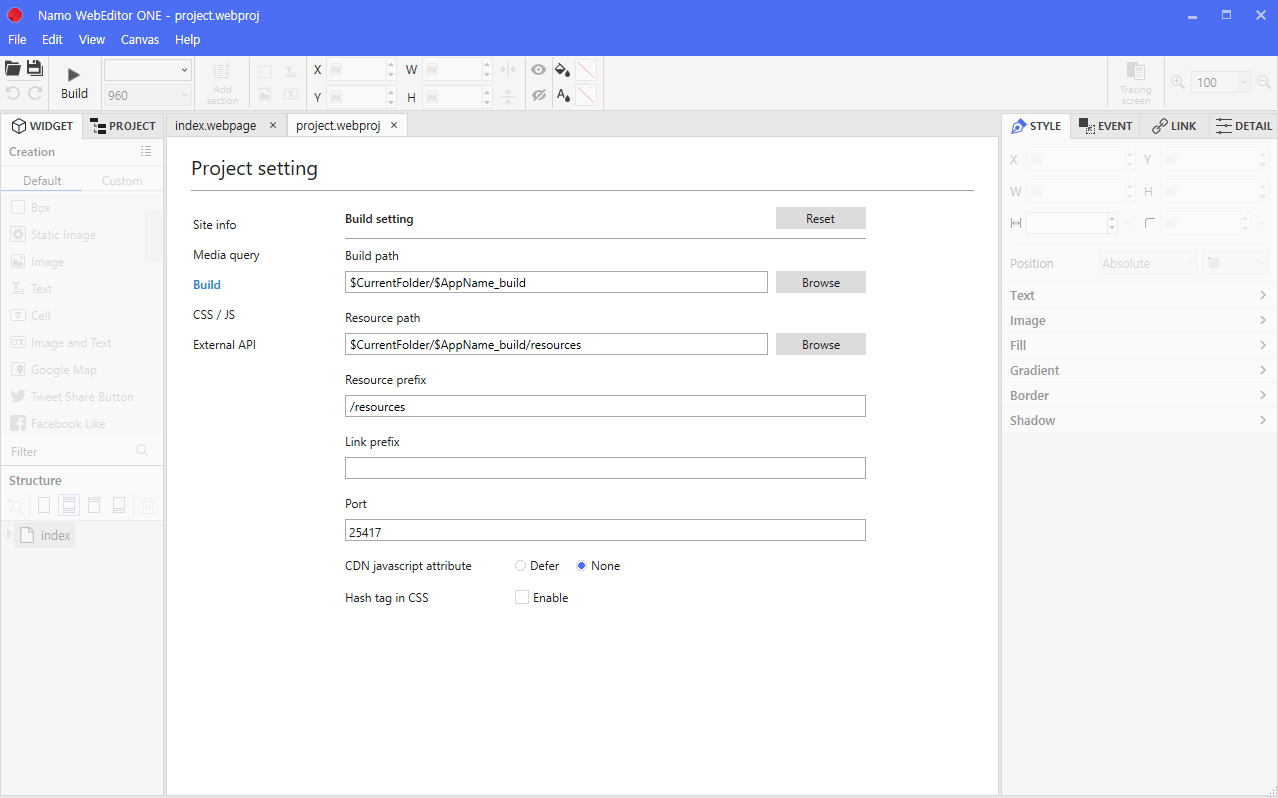 Namo WebEditor ONE - project.webproj
File Edit View Canvas Help
Build
960
Add
section
X PX
Y PX
W PX
H PX
Tracing
screen
100
WIDGET PROJECT
index.webpage × project.webproj ×
STYLE EVENT LINK DETAIL
Creation
Default Custom
Box
Static Image
Image
Text
Cell
Image and Text
Google Map
Tweet Share Button
Facebook Like
Filter
Structure
index
Project setting
Site info
Media query
Build
CSS / JS
External API
Build setting Reset
Build path
$CurrentFolder/$AppName_build Browse
Resource path
$CurrentFolder/$AppName_build/resources Browse
Resource prefix
/resources
Link prefix
Port
25417
CDN javascript attribute Defer None
Hash tag in CSS Enable
X PX Y PX
W PX H PX
PX
Position Absolute
Text
Image
Fill
Gradient
Border
Shadow